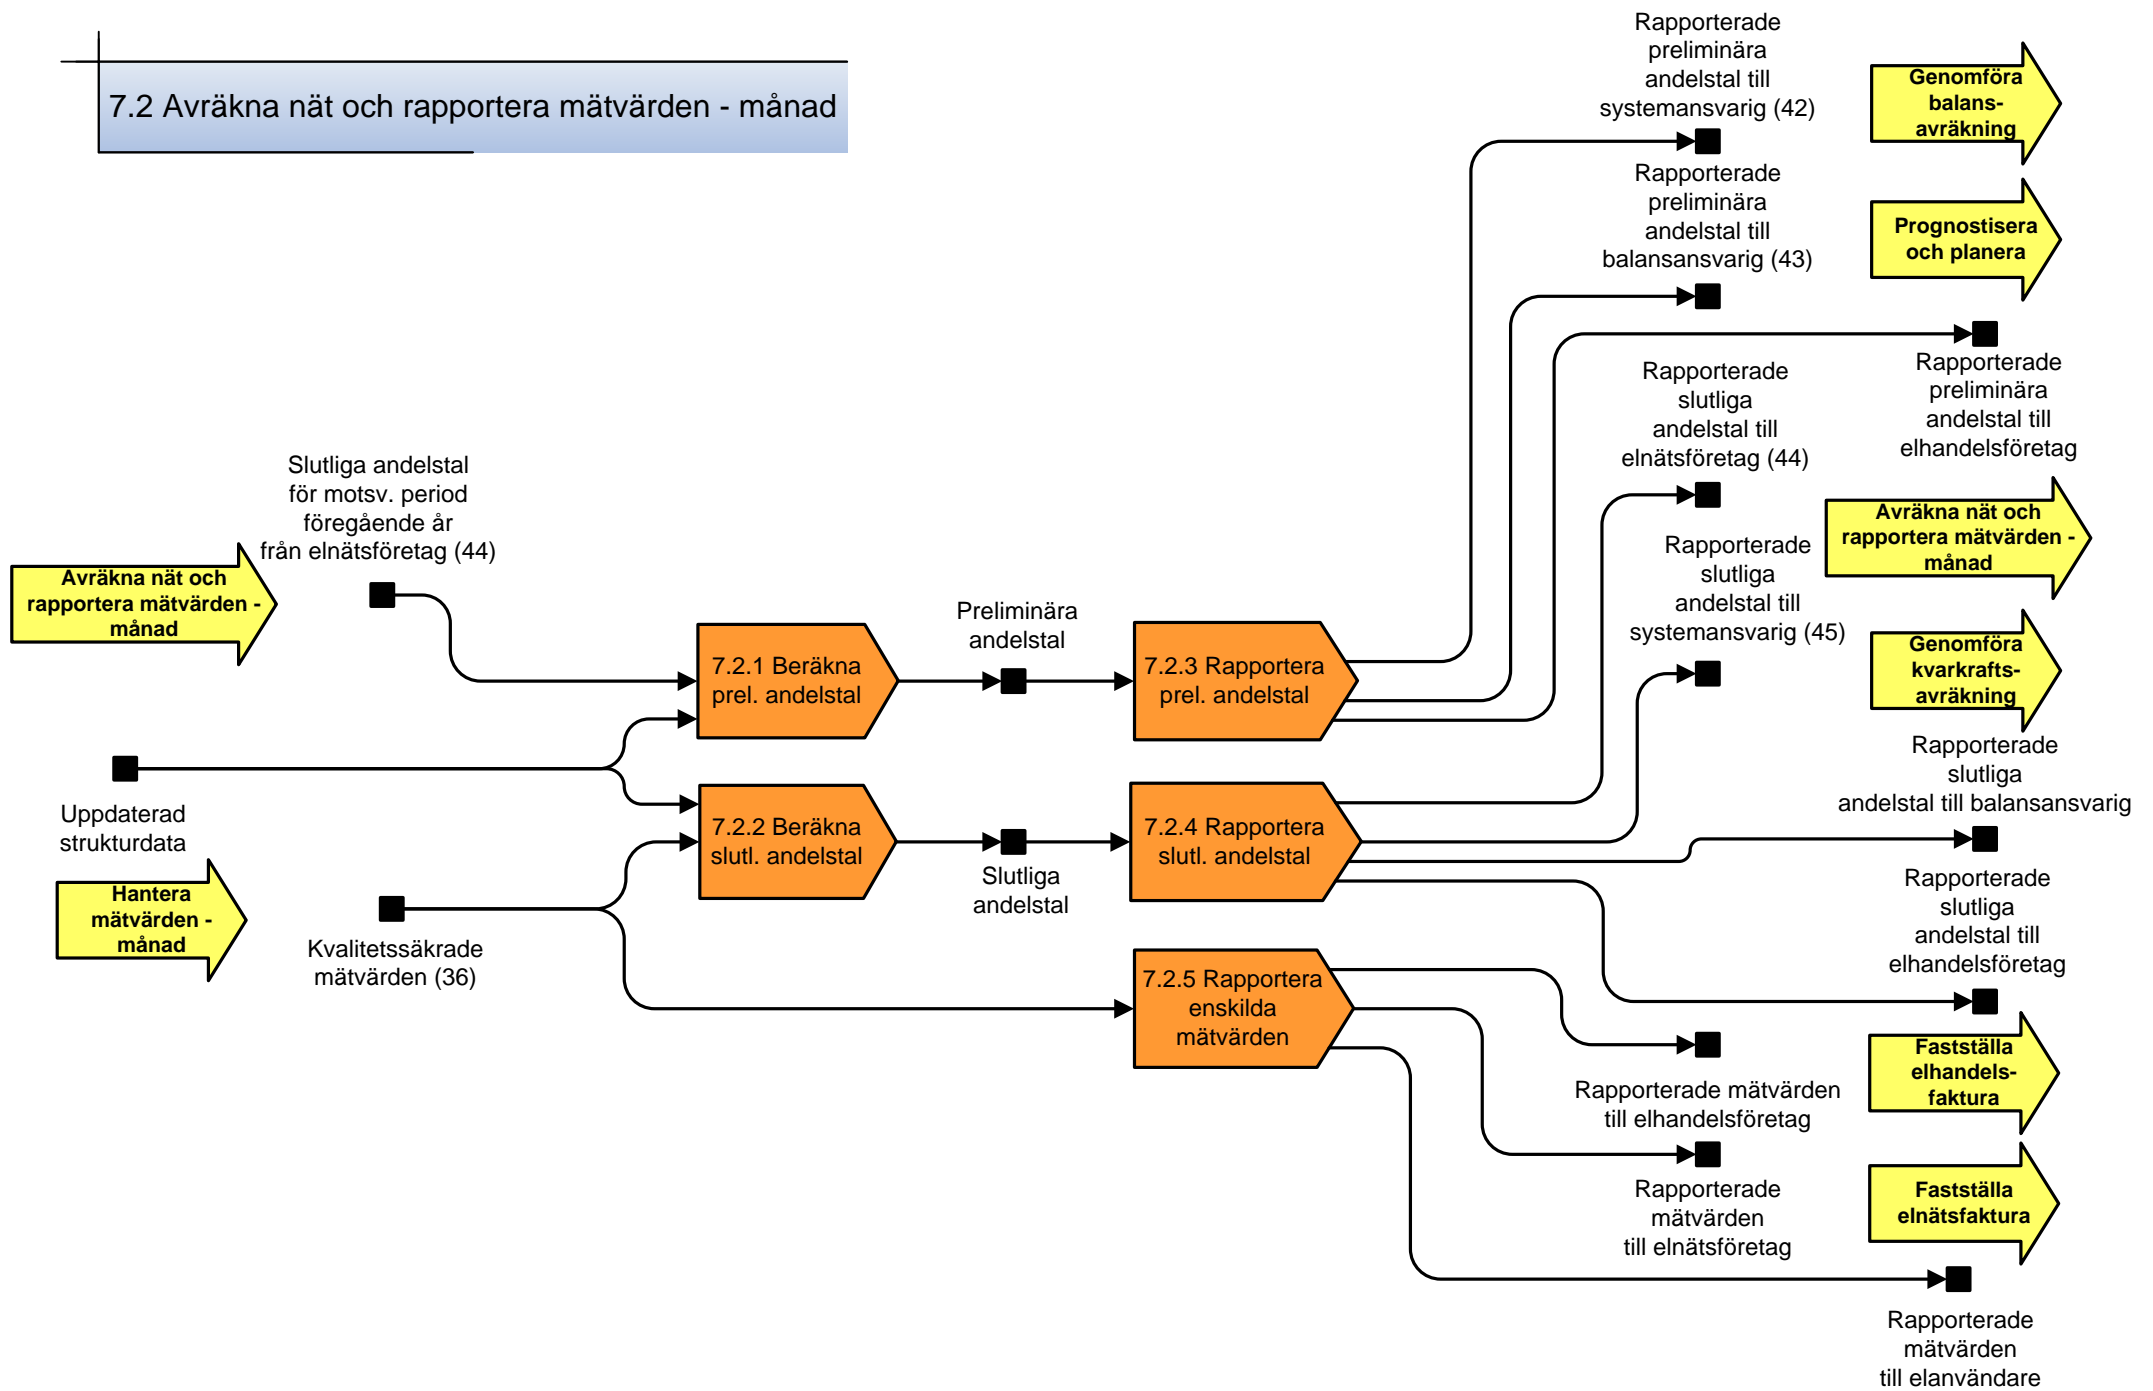 7.2 Avräkna nät och rapportera mätvärden - månad
Rapporterade
preliminära
andelstal till
systemansvarig (42)
Genomföra
balans-
avräkning
Rapporterade
preliminära
andelstal till
balansansvarig (43)
Prognostisera
och planera
Rapporterade
preliminära
andelstal till
elhandelsföretag
Rapporterade
slutliga
andelstal till
elnätsföretag (44)
Avräkna nät och
rapportera mätvärden -
månad
Slutliga andelstal
för motsv. period
föregående år
från elnätsföretag (44)
Avräkna nät och
rapportera mätvärden -
månad
Rapporterade
slutliga
andelstal till
systemansvarig (45)
Genomföra
kvarkrafts-
avräkning
Preliminära
andelstal
7.2.1 Beräkna
prel. andelstal
7.2.3 Rapportera
prel. andelstal
Rapporterade
slutliga
andelstal till balansansvarig
Uppdaterad
strukturdata
7.2.2 Beräkna
slutl. andelstal
Slutliga
andelstal
7.2.4 Rapportera
slutl. andelstal
Rapporterade
slutliga
andelstal till
elhandelsföretag
Hantera
mätvärden -
månad
Kvalitetssäkrade
mätvärden (36)
7.2.5 Rapportera
enskilda
mätvärden
Rapporterade mätvärden
till elhandelsföretag
Fastställa
elhandels-
faktura
Rapporterade
mätvärden
till elnätsföretag
Fastställa
elnätsfaktura
Rapporterade
mätvärden
till elanvändare